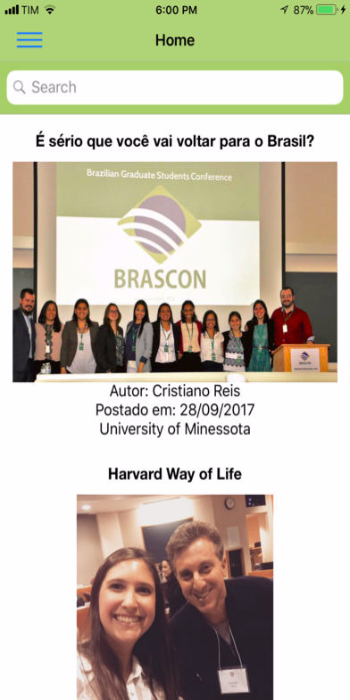 TIM 6:00 PM 87%
Home
Search
É sério que você vai voltar para o Brasil?
Brazilian Graduate Students Conference
BRASCON
BRASCON
Autor: Cristiano Reis
Postado em: 28/09/2017
University of Minessota
Harvard Way of Life